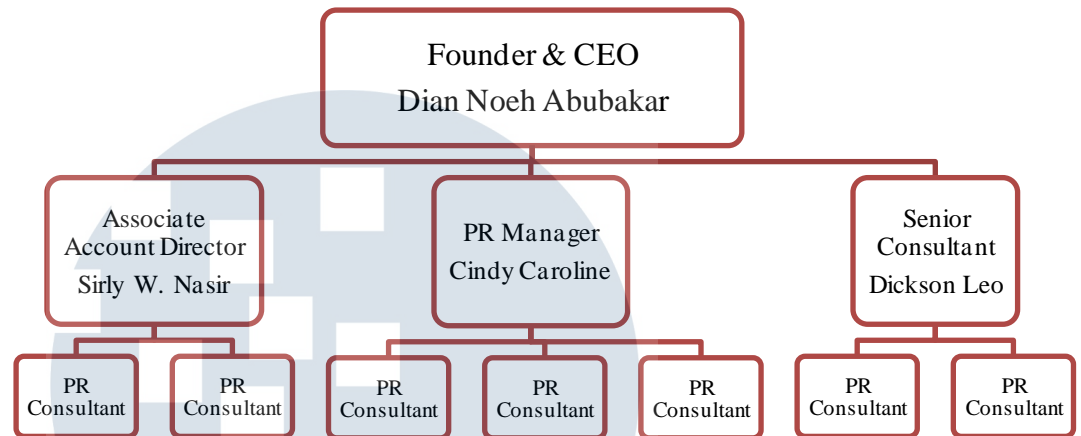 Founder & CEO
Dian Noeh Abubakar
Associate
Account Director
Sirly W. Nasir
PR Manager
Cindy Caroline
Senior
Consultant
Dickson Leo
PR
Consultant
PR
Consultant
PR
Consultant
PR
Consultant
PR
Consultant
PR
Consultant
PR
Consultant